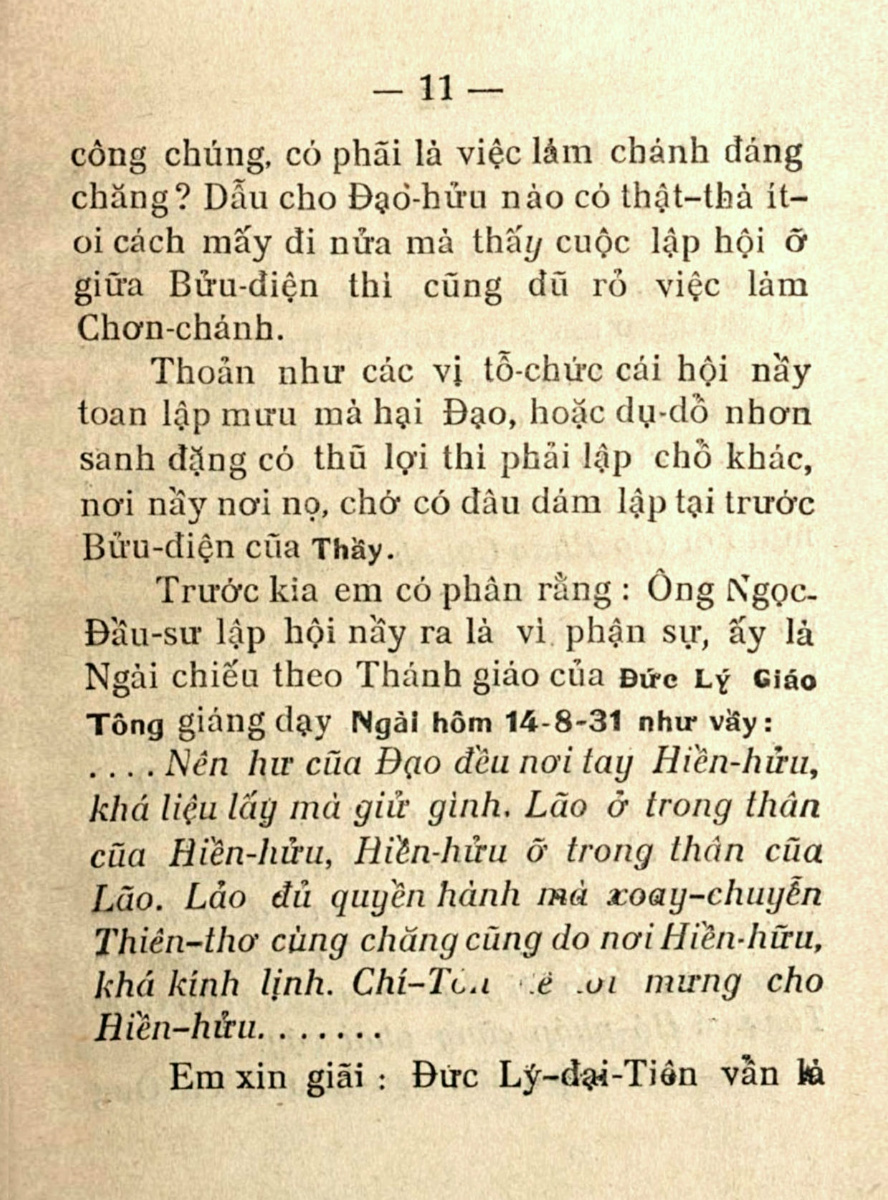 — 11 —
công chúng, có phãi là việc làm chánh đáng
chăng? Dẫu cho Đạo-hửu nào có thật-thà ít-
oi cách mấy đi nửa mà thấy cuộc lập hội ỡ
giữa Bửu-điện thì cũng đũ rỏ việc làm
Chơn-chánh.
Thoản như các vị tỗ-chức cái hội nầy
toan lập mưu mà hại Đạo, hoặc dụ-dỗ nhơn
sanh đặng có thũ lợi thì phải lập chỗ khác,
nơi nầy nơi nọ, chớ có đâu dám lập tại trước
Bửu-điện cũa Thầy.
Trước kia em có phân rằng : Ông Ngọc-
Đầu-sư lập hội nầy ra là vì phận sự, ấy là
Ngài chiếu theo Thánh giáo của Đức Lý Giáo
Tông giáng dạy Ngài hôm 14-8-31 như vầy :
. . . . Nên hư cũa Đạo đều nơi tay Hiền-hửu,
khá liệu lấy mà giử gìnḥ. Lão ở trong thân
cũa Hiền-hửu, Hiền-hửu ỡ trong thân cũa
Lão. Lảo đủ quyền hành mà xoay-chuyễn
Thiên-thơ cùng chăng cũng do nơi Hiền-hữu,
khá kính lịnh. Chí- mưng cho
Hiền-hửu. . . . . . .
Em xin giãi : Đức Lý-đại-Tiên vẫn là